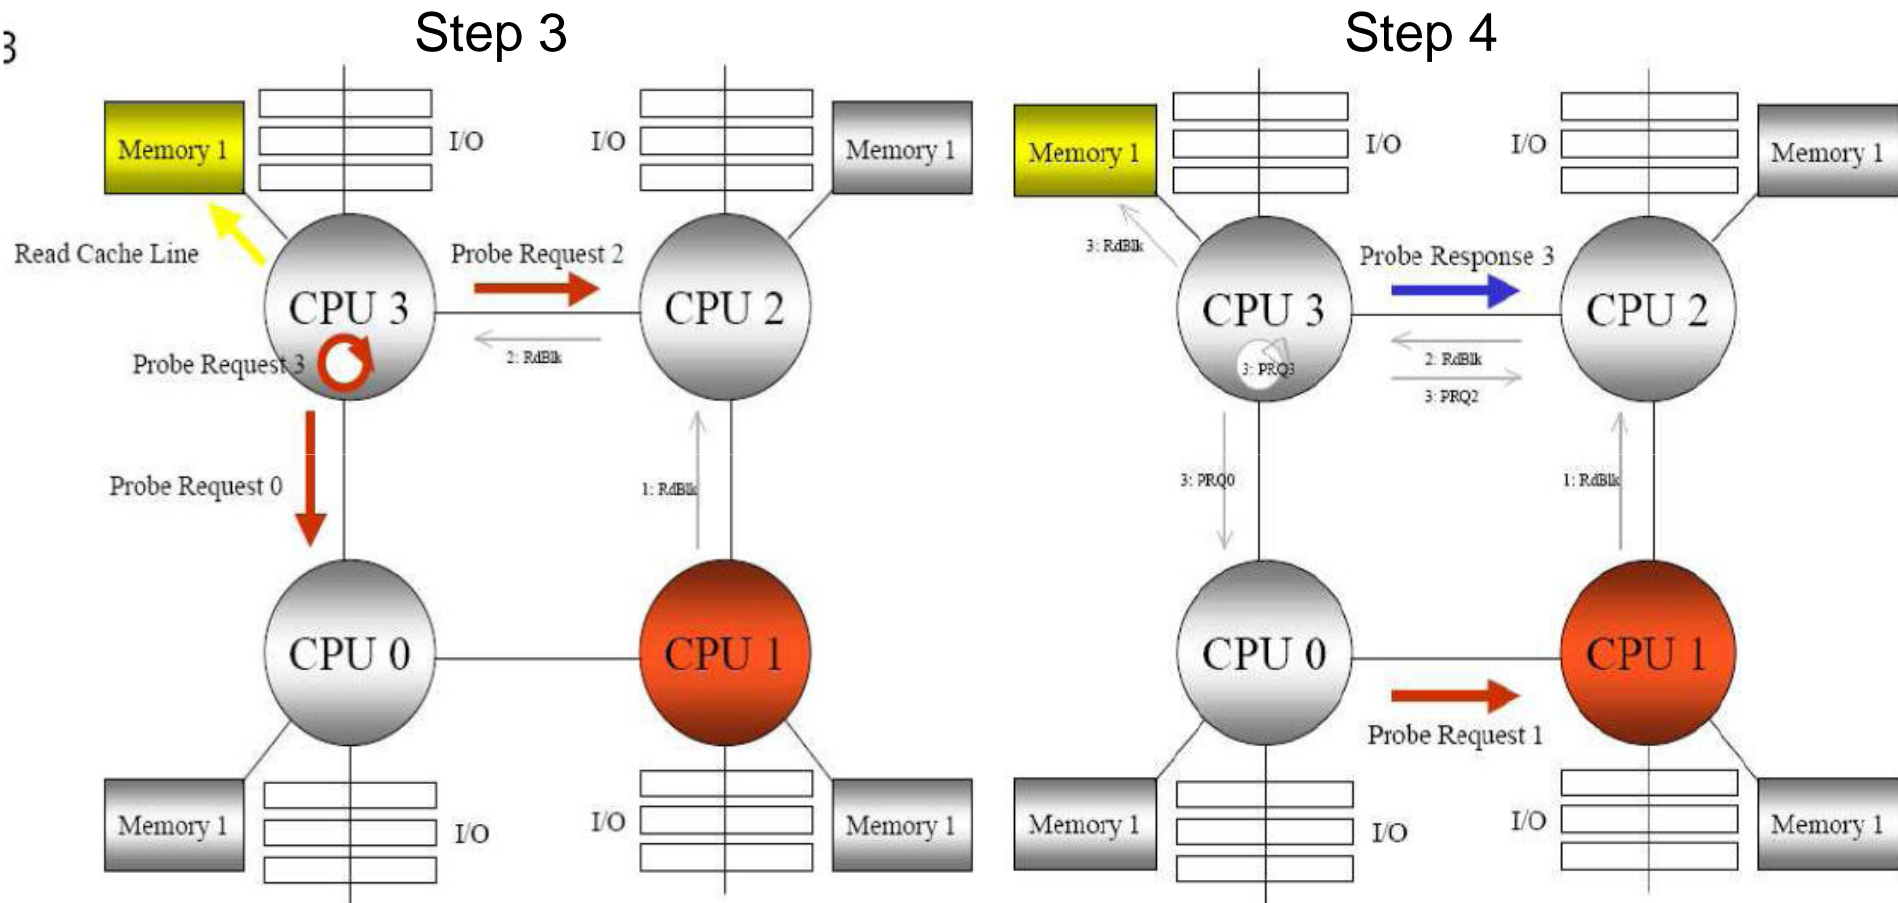 3
Step 3
Step 4
Memory 1
I/O
I/O
Memory 1
Read Cache Line
Probe Request 2
CPU 3
CPU 2
Probe Request 3
2: RdBlk
Probe Request 0
1: RdBlk
CPU 0
CPU 1
Memory 1
I/O
I/O
Memory 1
Memory 1
I/O
I/O
Memory 1
3: RdBlk
Probe Response 3
CPU 3
CPU 2
3: PRQ3
2: RdBlk
3: PRQ2
3: PRQ0
1: RdBlk
CPU 0
CPU 1
Probe Request 1
Memory 1
I/O
I/O
Memory 1